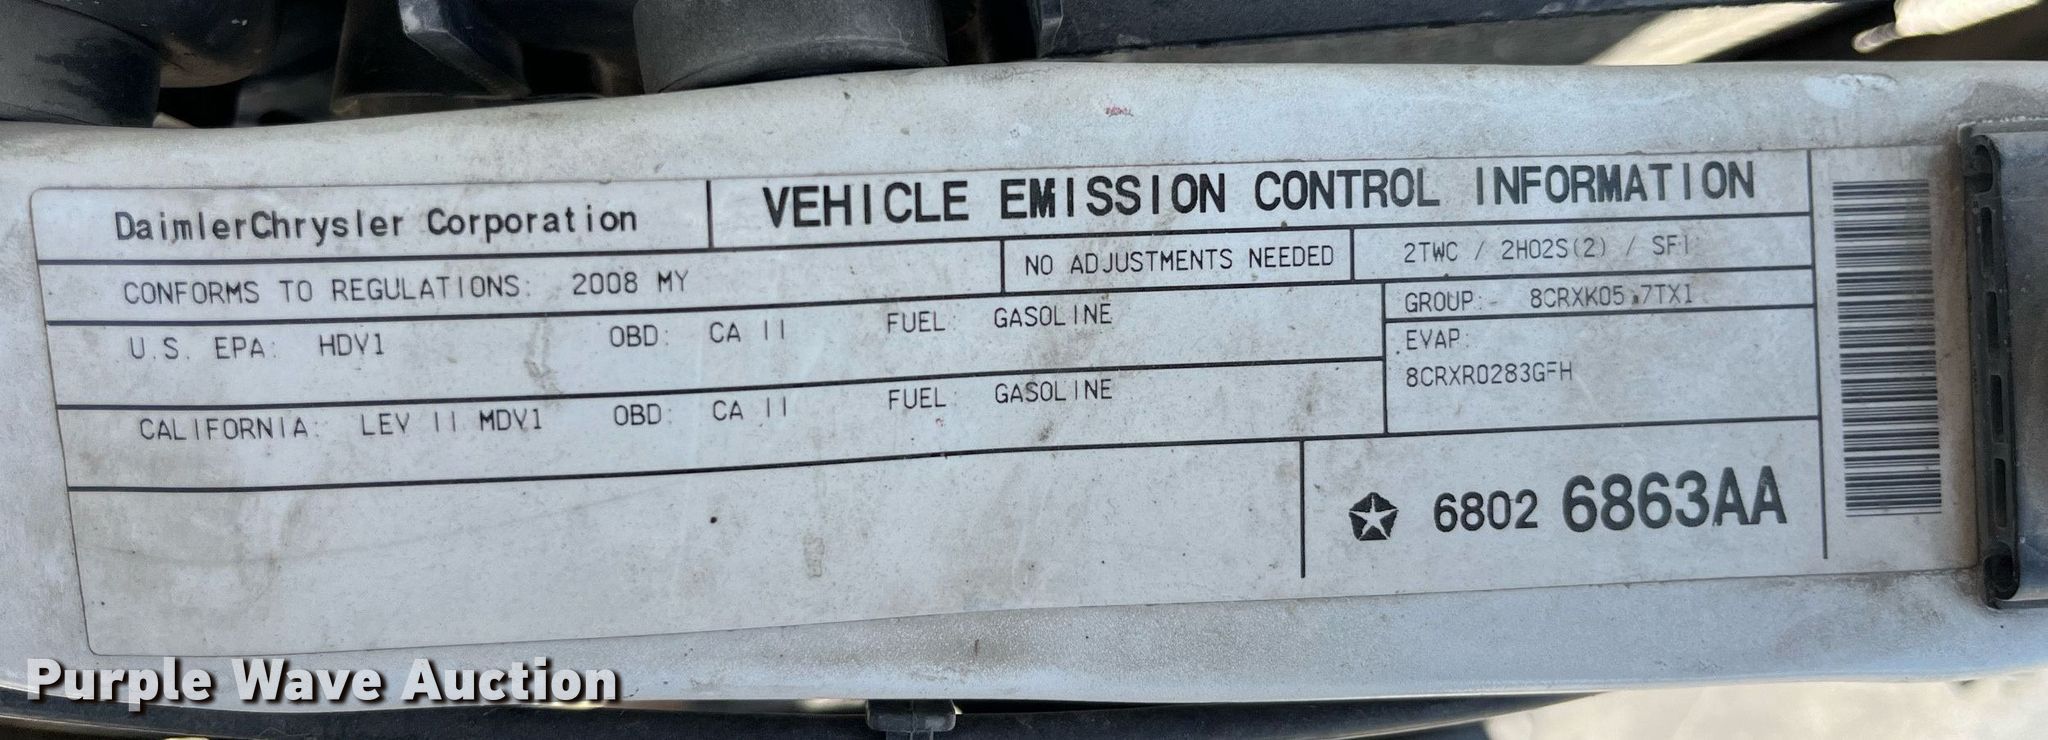 DaimlerChrysler Corporation
VEHICLE EMISSION CONTROL INFORMATION
CONFORMS TO REGULATIONS: 2008 MY
NO ADJUSTMENTS NEEDED
2TWC / 2HO2S(2) / SFI
U.S. EPA: HDV1 OBD: CA II FUEL: GASOLINE
GROUP: 8CRXK05.7TX1
EVAP:
8CRXR0283GFH
CALIFORNIA: LEV II MDV1 OBD: CA II FUEL: GASOLINE
6802 6863AA
Purple Wave Auction